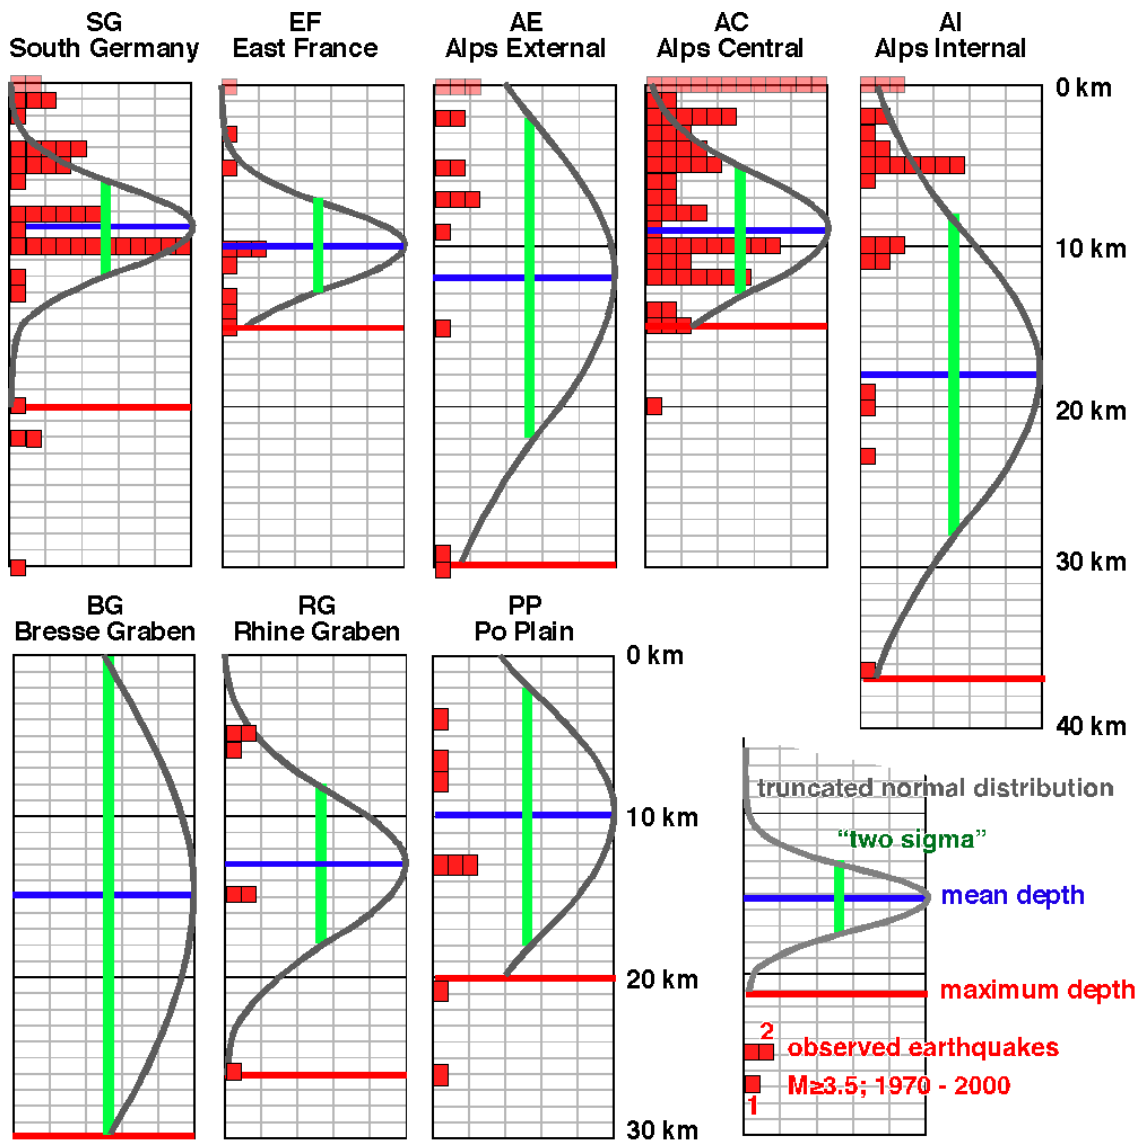 SG
South Germany
EF
East France
AE
Alps External
AC
Alps Central
AI
Alps Internal
0 km
10 km
20 km
30 km
40 km
BG
Bresse Graben
RG
Rhine Graben
PP
Po Plain
0 km
10 km
20 km
30 km
truncated normal distribution
“two sigma”
mean depth
maximum depth
2
observed earthquakes
M≥3.5; 1970 - 2000
1